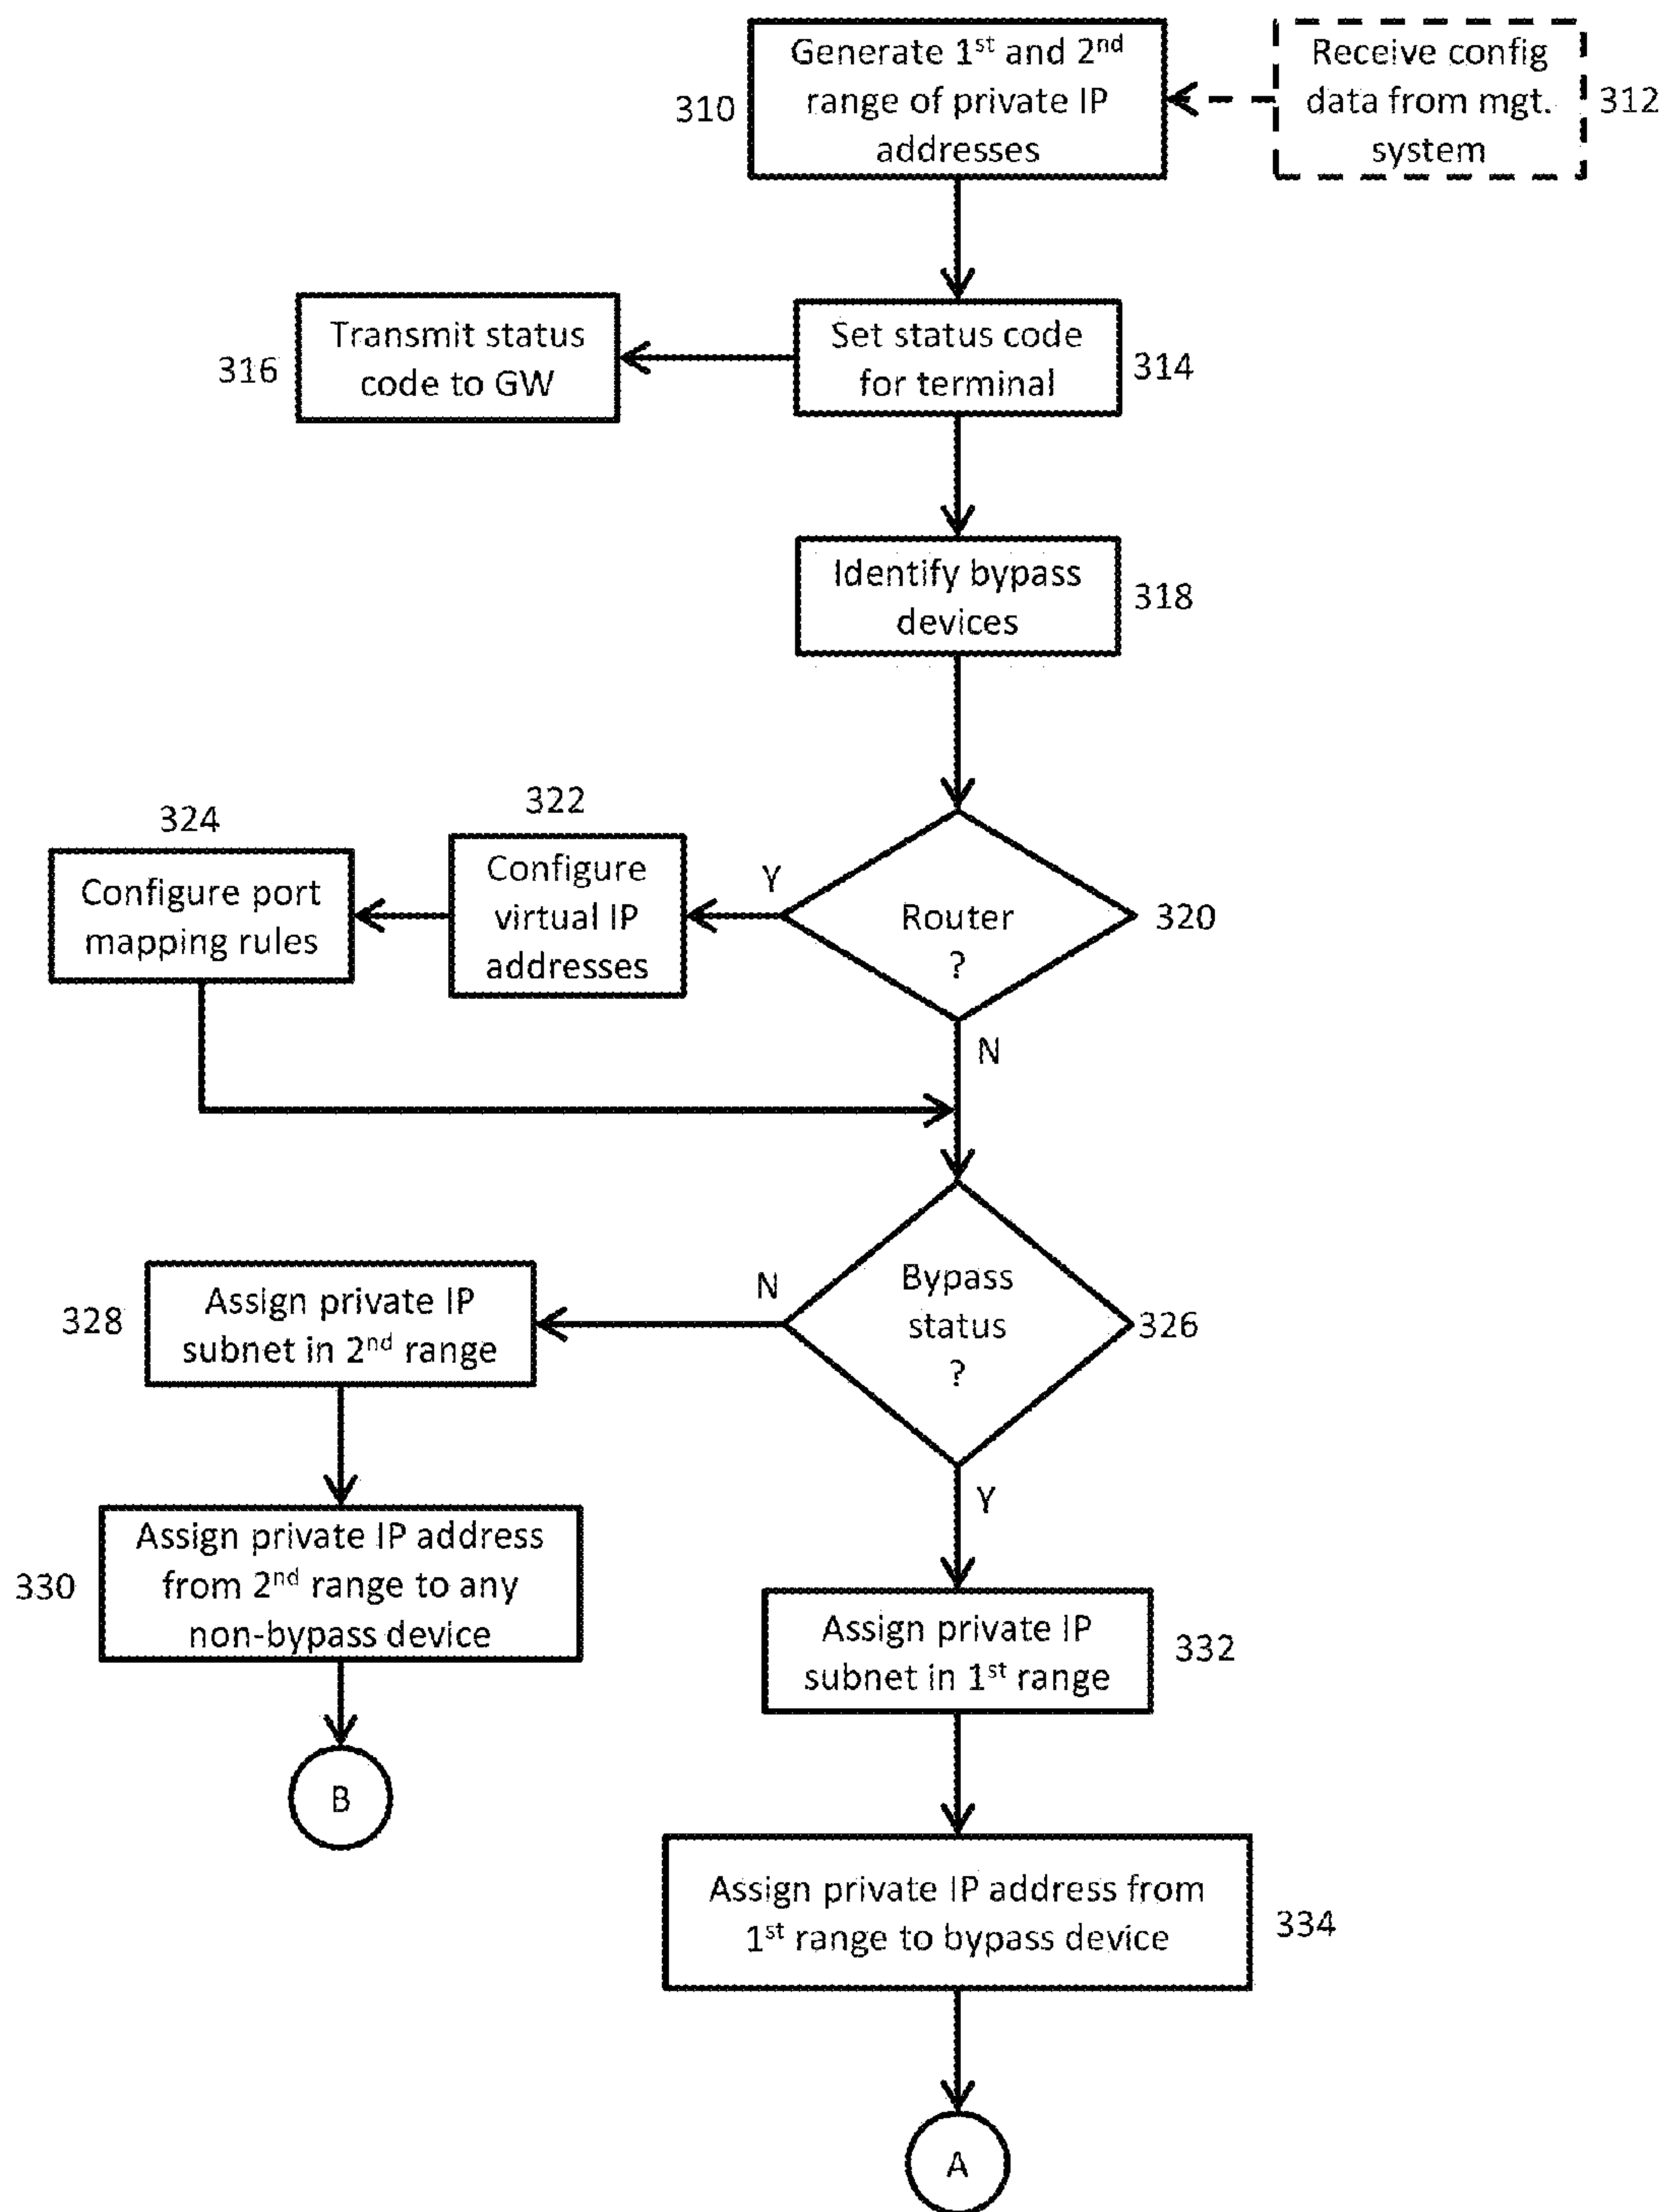 Generate 1st and 2nd
range of private IP
addresses
310
Receive config
data from mgt.
system
312
Transmit status
code to GW
316
Set status code
for terminal
314
Identify bypass
devices
318
324
322
Configure port
mapping rules
Configure
virtual IP
addresses
Y
Router
?
320
N
Bypass
status
?
326
N
328
Assign private IP
subnet in 2nd range
Y
330
Assign private IP address
from 2nd range to any
non-bypass device
Assign private IP
subnet in 1st range
332
B
Assign private IP address from
1st range to bypass device
334
A